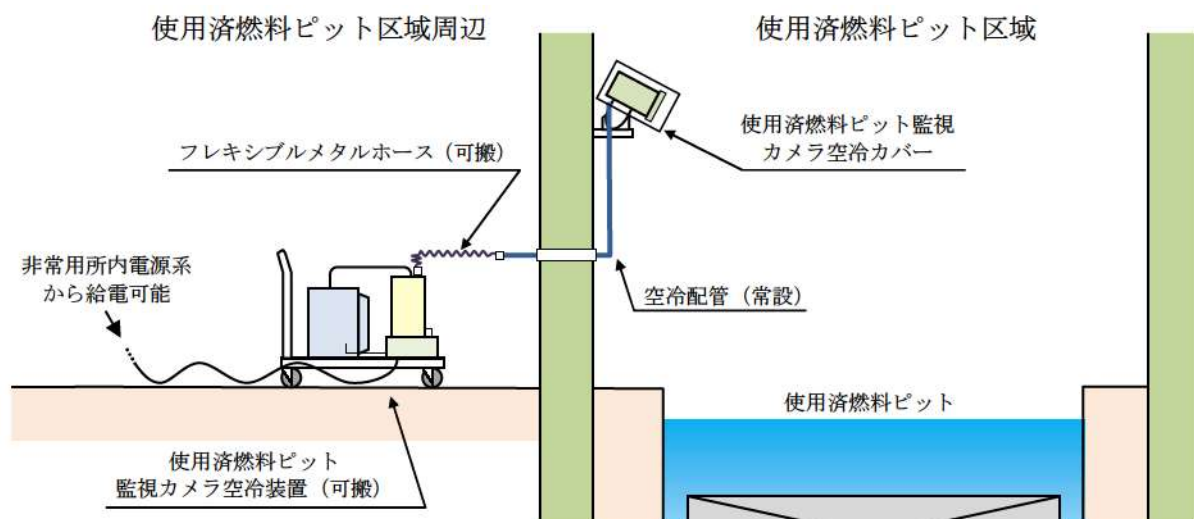 使用済燃料ピット区域周辺
使用済燃料ピット区域
使用済燃料ピット監視
カメラ空冷カバー
フレキシブルメタルホース（可搬）
非常用所内電源系
から給電可能
空冷配管（常設）
使用済燃料ピット
使用済燃料ピット
監視カメラ空冷装置（可搬）